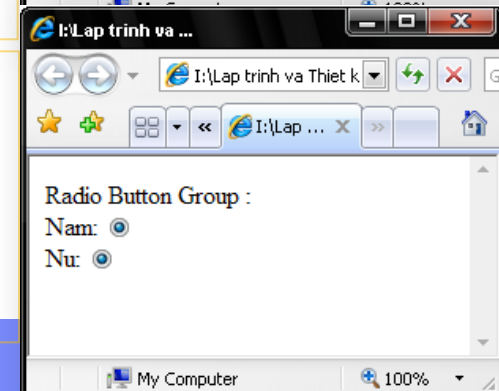 I:\Lap trinh va ...
I:\Lap trinh va Thiet k
I:\Lap ...
Radio Button Group :
Nam:
Nu:
My Computer
100%